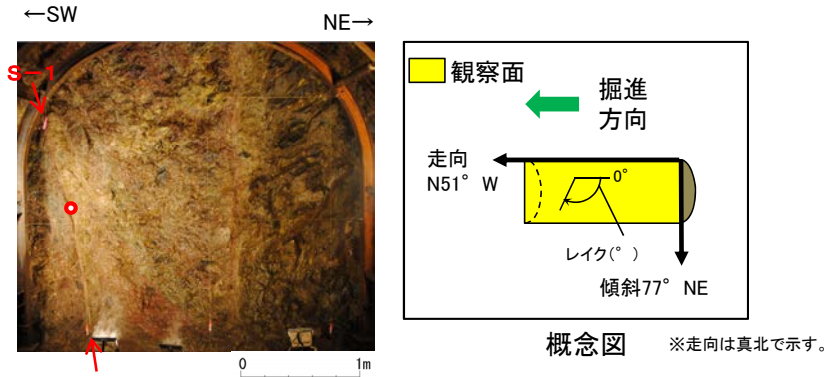 ←SW
NE→
S－1
0
1m
観察面
掘進
方向
走向
N51°W
0°
レイク(°)
傾斜77°NE
概念図
※走向は真北で示す。